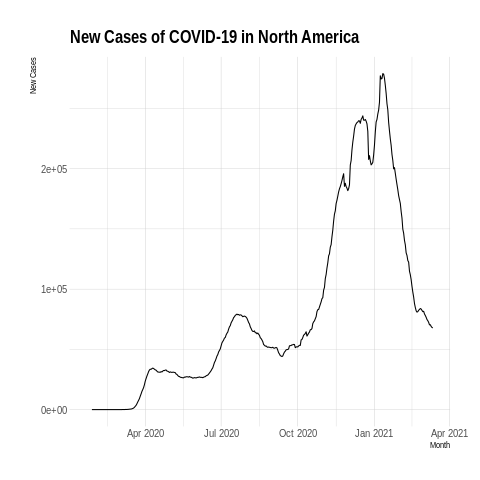 New Cases of COVID-19 in North America
New Cases
2e+05
1e+05
0e+00
Apr 2020 Jul 2020 Oct 2020 Jan 2021 Apr 2021
Month